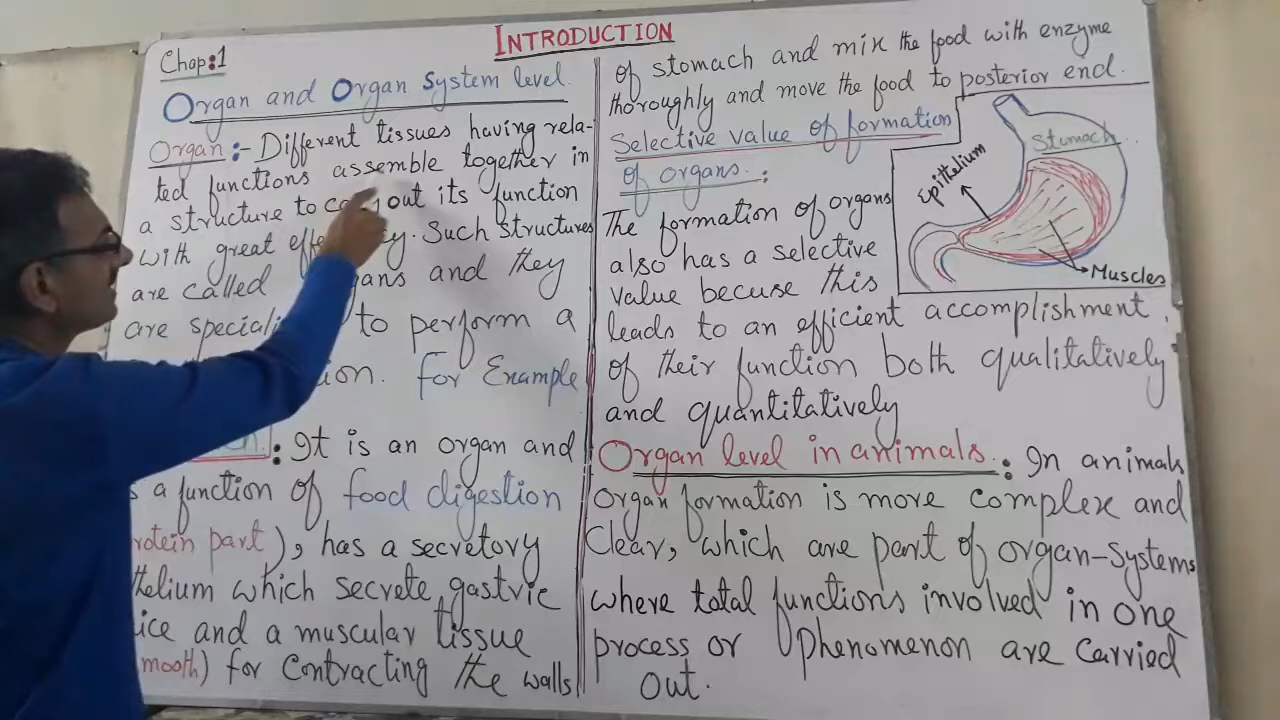 INTRODUCTION
Chap:1
Organ and Organ System level
Organ:- Different tissues having rela-
ted functions assemble together in
a structure to out its function
with great Such structures
are called and they
are to perform a
For Example
: It is an organ and
a function of food digestion
part), has a secretory
which secrete gastric
and a muscular tissue
for contracting the walls
of stomach and mix the food with enzyme
thoroughly and move the food to posterior end.
Selective value of formation
of organs :
The formation of organs
also has a selective
value becuse this
leads to an efficient accomplishment
of their function both qualitatively
and quantitatively
Stomach
Epithelium
Muscles
Organ level in animals : In animals
organ formation is more complex and
clear, which are part of organ-systems
where total functions involved in one
process or phenomenon are carried
out.